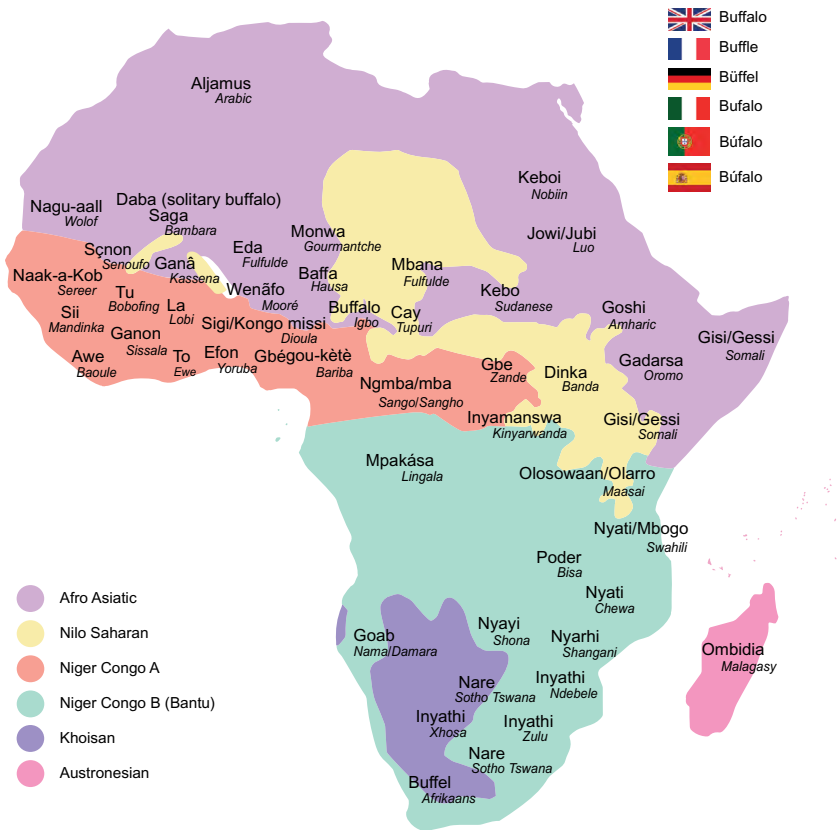 Buffalo
Buffle
Büffel
Bufalo
Búfalo
Búfalo
Aljamus
Arabic
Keboi
Nobiin
Nagu-aall
Wolof
Daba (solitary buffalo)
Saga
Bambara
Monwa
Gourmantche
Jowi/Jubi
Luo
Sçnon
Senoufo
Ganâ
Kassena
Eda
Fulfulde
Baffa
Hausa
Mbana
Fulfulde
Naak-a-Kob
Sereer
Tu
Bobofing
La
Lobi
Wenãfo
Mooré
Kebo
Sudanese
Sii
Mandinka
Ganon
Sissala
Sigi/Kongo missi
Dioula
Buffalo
Igbo
Cay
Tupuri
Goshi
Amharic
Gisi/Gessi
Somali
Awe
Baoule
To
Ewe
Efon
Yoruba
Gbégou-kètè
Bariba
Ngmba/mba
Sango/Sangho
Gbe
Zande
Dinka
Banda
Gadarsa
Oromo
Inyamanswa
Kinyarwanda
Gisi/Gessi
Somali
Mpakása
Lingala
Olosowaan/Olarro
Maasai
Nyati/Mbogo
Swahili
Poder
Bisa
Nyati
Chewa
Goab
Nama/Damara
Nyayi
Shona
Nyarhi
Shangani
Ombidia
Malagasy
Nare
Sotho Tswana
Inyathi
Ndebele
Inyathi
Xhosa
Inyathi
Zulu
Nare
Sotho Tswana
Buffel
Afrikaans
Afro Asiatic
Nilo Saharan
Niger Congo A
Niger Congo B (Bantu)
Khoisan
Austronesian